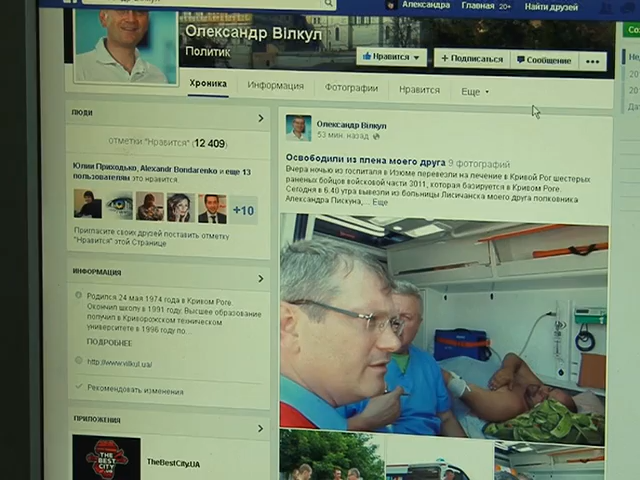 Александра Главная 20+ Найти друзей
Олександр Вілкул
Политик
Нравится
+ Подписаться
Сообщение
Хроника Информация Фотографии Нравится Еще
ЛЮДИ
отметки "Нравится" (12 409)
Юлии Приходько, Alexandr Bondarenko и еще 13
пользователям это нравится.
+10
Пригласите своих друзей поставить отметку
"Нравится" этой Странице
ИНФОРМАЦИЯ
Родился 24 мая 1974 года в Кривом Роге.
Окончил школу в 1991 году. Высшее образование
получил в Криворожском техническом
университете в 1996 году по...
ПОДРОБНЕЕ
http://www.vilkul.ua/
Рекомендовать изменения
ПРИЛОЖЕНИЯ
THE
BEST
CITY
TheBestCity.UA
Олександр Вілкул
53 мин. назад
Освободили из плена моего друга 9 фотографий
Вчера ночью из госпиталя в Изюме перевезли на лечение в Кривой Рог шестерых
раненых бойцов войсковой части 3011, которая базируется в Кривом Роге.
Сегодня в 6.40 утра вывезли из больницы Лисичанска моего друга полковника
Александра Пискуна,... Еще